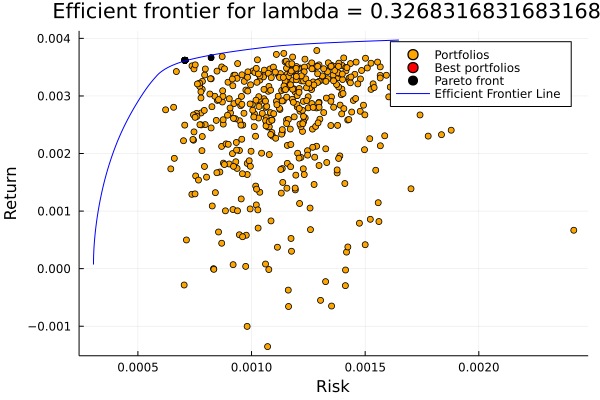 Efficient frontier for lambda = 0.3268316831683168
0.004
0.003
0.002
0.001
0.000
−0.001
Return
Portfolios
Best portfolios
Pareto front
Efficient Frontier Line
0.0005 0.0010 0.0015 0.0020
Risk